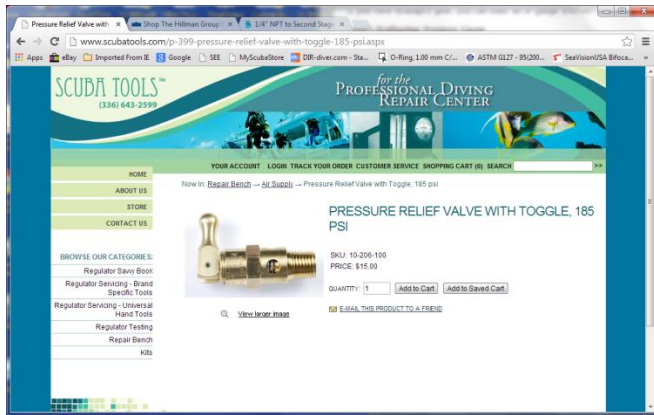 Pressure Relief Valve with
Shop The Hillman Group
1/4" NPT to Second Stage
www.scubatools.com/p-399-pressure-relief-valve-with-toggle-185-psi.aspx
Apps eBay Imported From IE Google SEE MyScubaStore DIR-diver.com - Sta... O-Ring, 1.00 mm C/... ASTM G127 - 95(200... SeaVisionUSA Bifoca...
SCUBA TOOLS™
(336) 643-2599
for the
PROFESSIONAL DIVING
REPAIR CENTER
YOUR ACCOUNT LOGIN TRACK YOUR ORDER CUSTOMER SERVICE SHOPPING CART (0) SEARCH >>
HOME
ABOUT US
STORE
CONTACT US
BROWSE OUR CATEGORIES:
Regulator Savvy Book
Regulator Servicing - Brand
Specific Tools
Regulator Servicing - Universal
Hand Tools
Regulator Testing
Repair Bench
Kits
Now in: Repair Bench → Air Supply → Pressure Relief Valve with Toggle, 185 psi
PRESSURE RELIEF VALVE WITH TOGGLE, 185
PSI
SKU: 10-206-100
PRICE: $15.00
QUANTITY: 1 Add to Cart Add to Saved Cart
E-MAIL THIS PRODUCT TO A FRIEND
View larger image